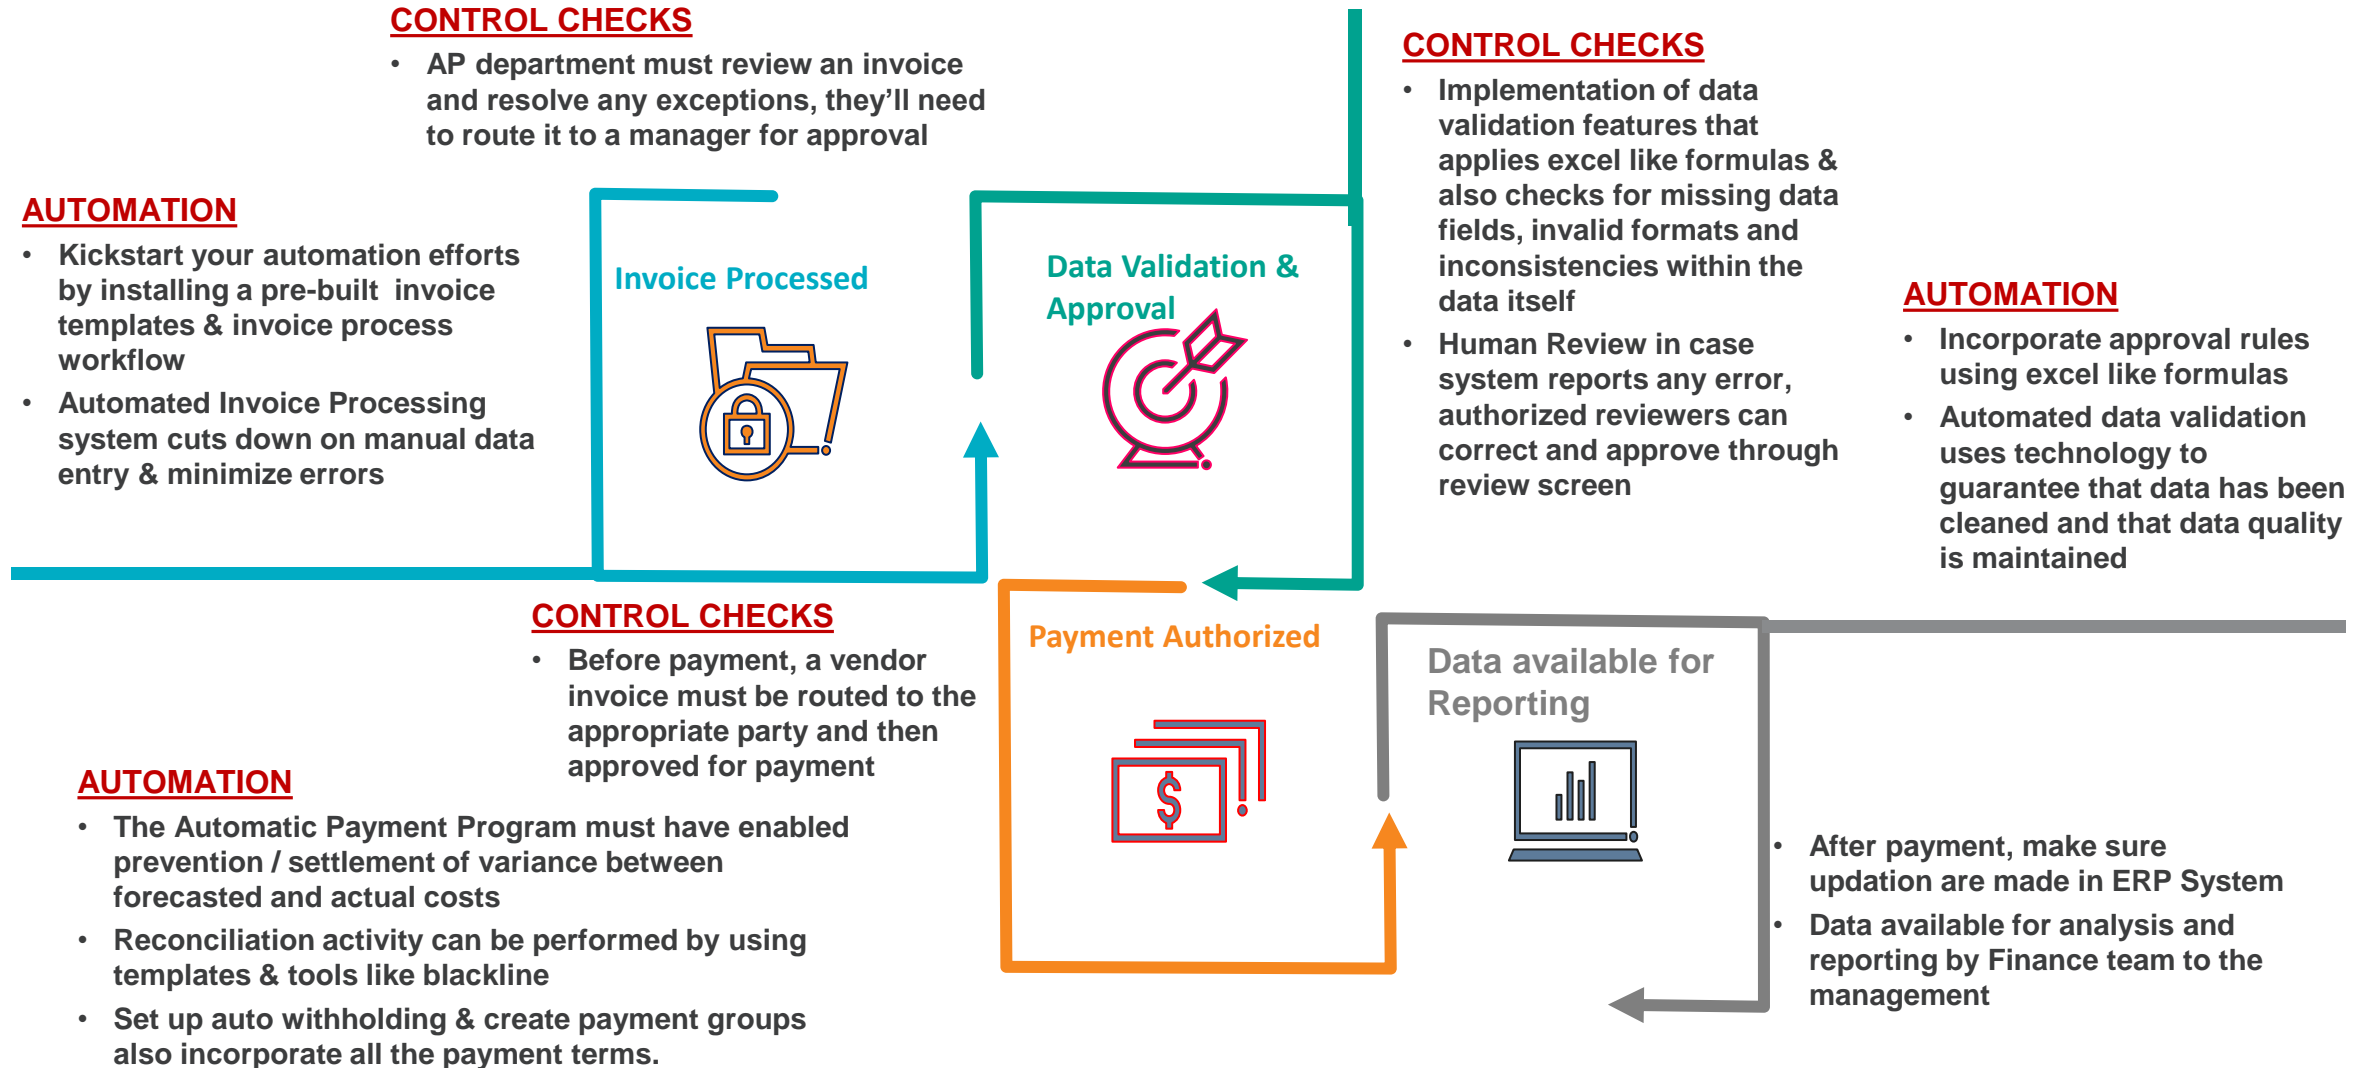 CONTROL CHECKS
• AP department must review an invoice
and resolve any exceptions, they’ll need
to route it to a manager for approval
AUTOMATION
• Kickstart your automation efforts
by installing a pre-built invoice
templates & invoice process
workflow
• Automated Invoice Processing
system cuts down on manual data
entry & minimize errors
Invoice Processed
Data Validation &
Approval
CONTROL CHECKS
• Implementation of data
validation features that
applies excel like formulas &
also checks for missing data
fields, invalid formats and
inconsistencies within the
data itself
• Human Review in case
system reports any error,
authorized reviewers can
correct and approve through
review screen
AUTOMATION
• Incorporate approval rules
using excel like formulas
• Automated data validation
uses technology to
guarantee that data has been
cleaned and that data quality
is maintained
CONTROL CHECKS
• Before payment, a vendor
invoice must be routed to the
appropriate party and then
approved for payment
AUTOMATION
• The Automatic Payment Program must have enabled
prevention / settlement of variance between
forecasted and actual costs
• Reconciliation activity can be performed by using
templates & tools like blackline
• Set up auto withholding & create payment groups
also incorporate all the payment terms.
Payment Authorized
$
Data available for
Reporting
• After payment, make sure
updation are made in ERP System
• Data available for analysis and
reporting by Finance team to the
management